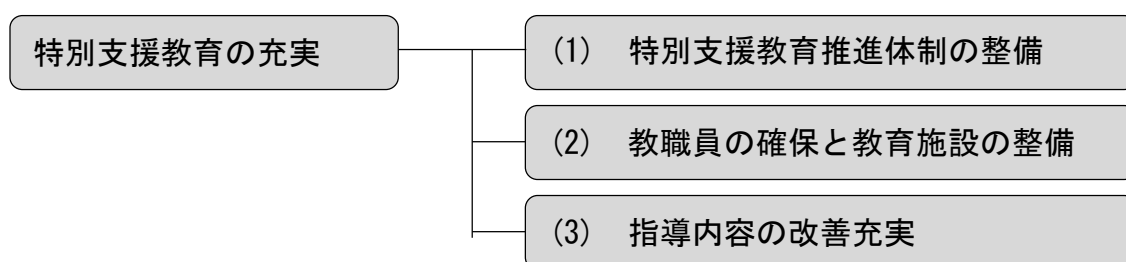 特別支援教育の充実
(1)　特別支援教育推進体制の整備
(2)　教職員の確保と教育施設の整備
(3)　指導内容の改善充実